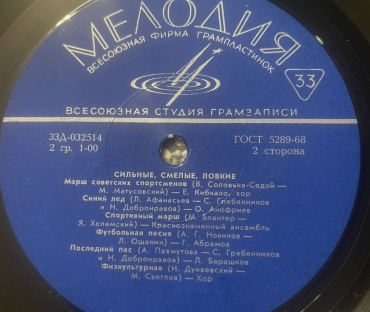 МЕЛОДИЯ
ВСЕСОЮЗНАЯ ФИРМА ГРАМПЛАСТИНОК
33
ВСЕСОЮЗНАЯ СТУДИЯ ГРАМЗАПИСИ
33Д-032514 ГОСТ 5289-68
2 гр. 1-00 2 сторона
СИЛЬНЫЕ, СМЕЛЫЕ, ЛОВКИЕ
Марш советских спортсменов (В. Соловьев-Седой —
М. Матусовский) — Е. Кибкало, хор
Синий лед (Л. Афанасьев — С. Гребенников
и Н. Добронравов) — О. Анофриев
Спортивный марш (М. Блантер —
Я. Хелемский) — Краснознаменный ансамбль
Футбольная песня (А. Г. Новиков —
Л. Ошанин) — Г. Абрамов
Последний пас (А. Пахмутова — С. Гребенников
и Н. Добронравов) — Л. Барашков
Физкультурная (И. Дунаевский —
М. Светлов) — Хор